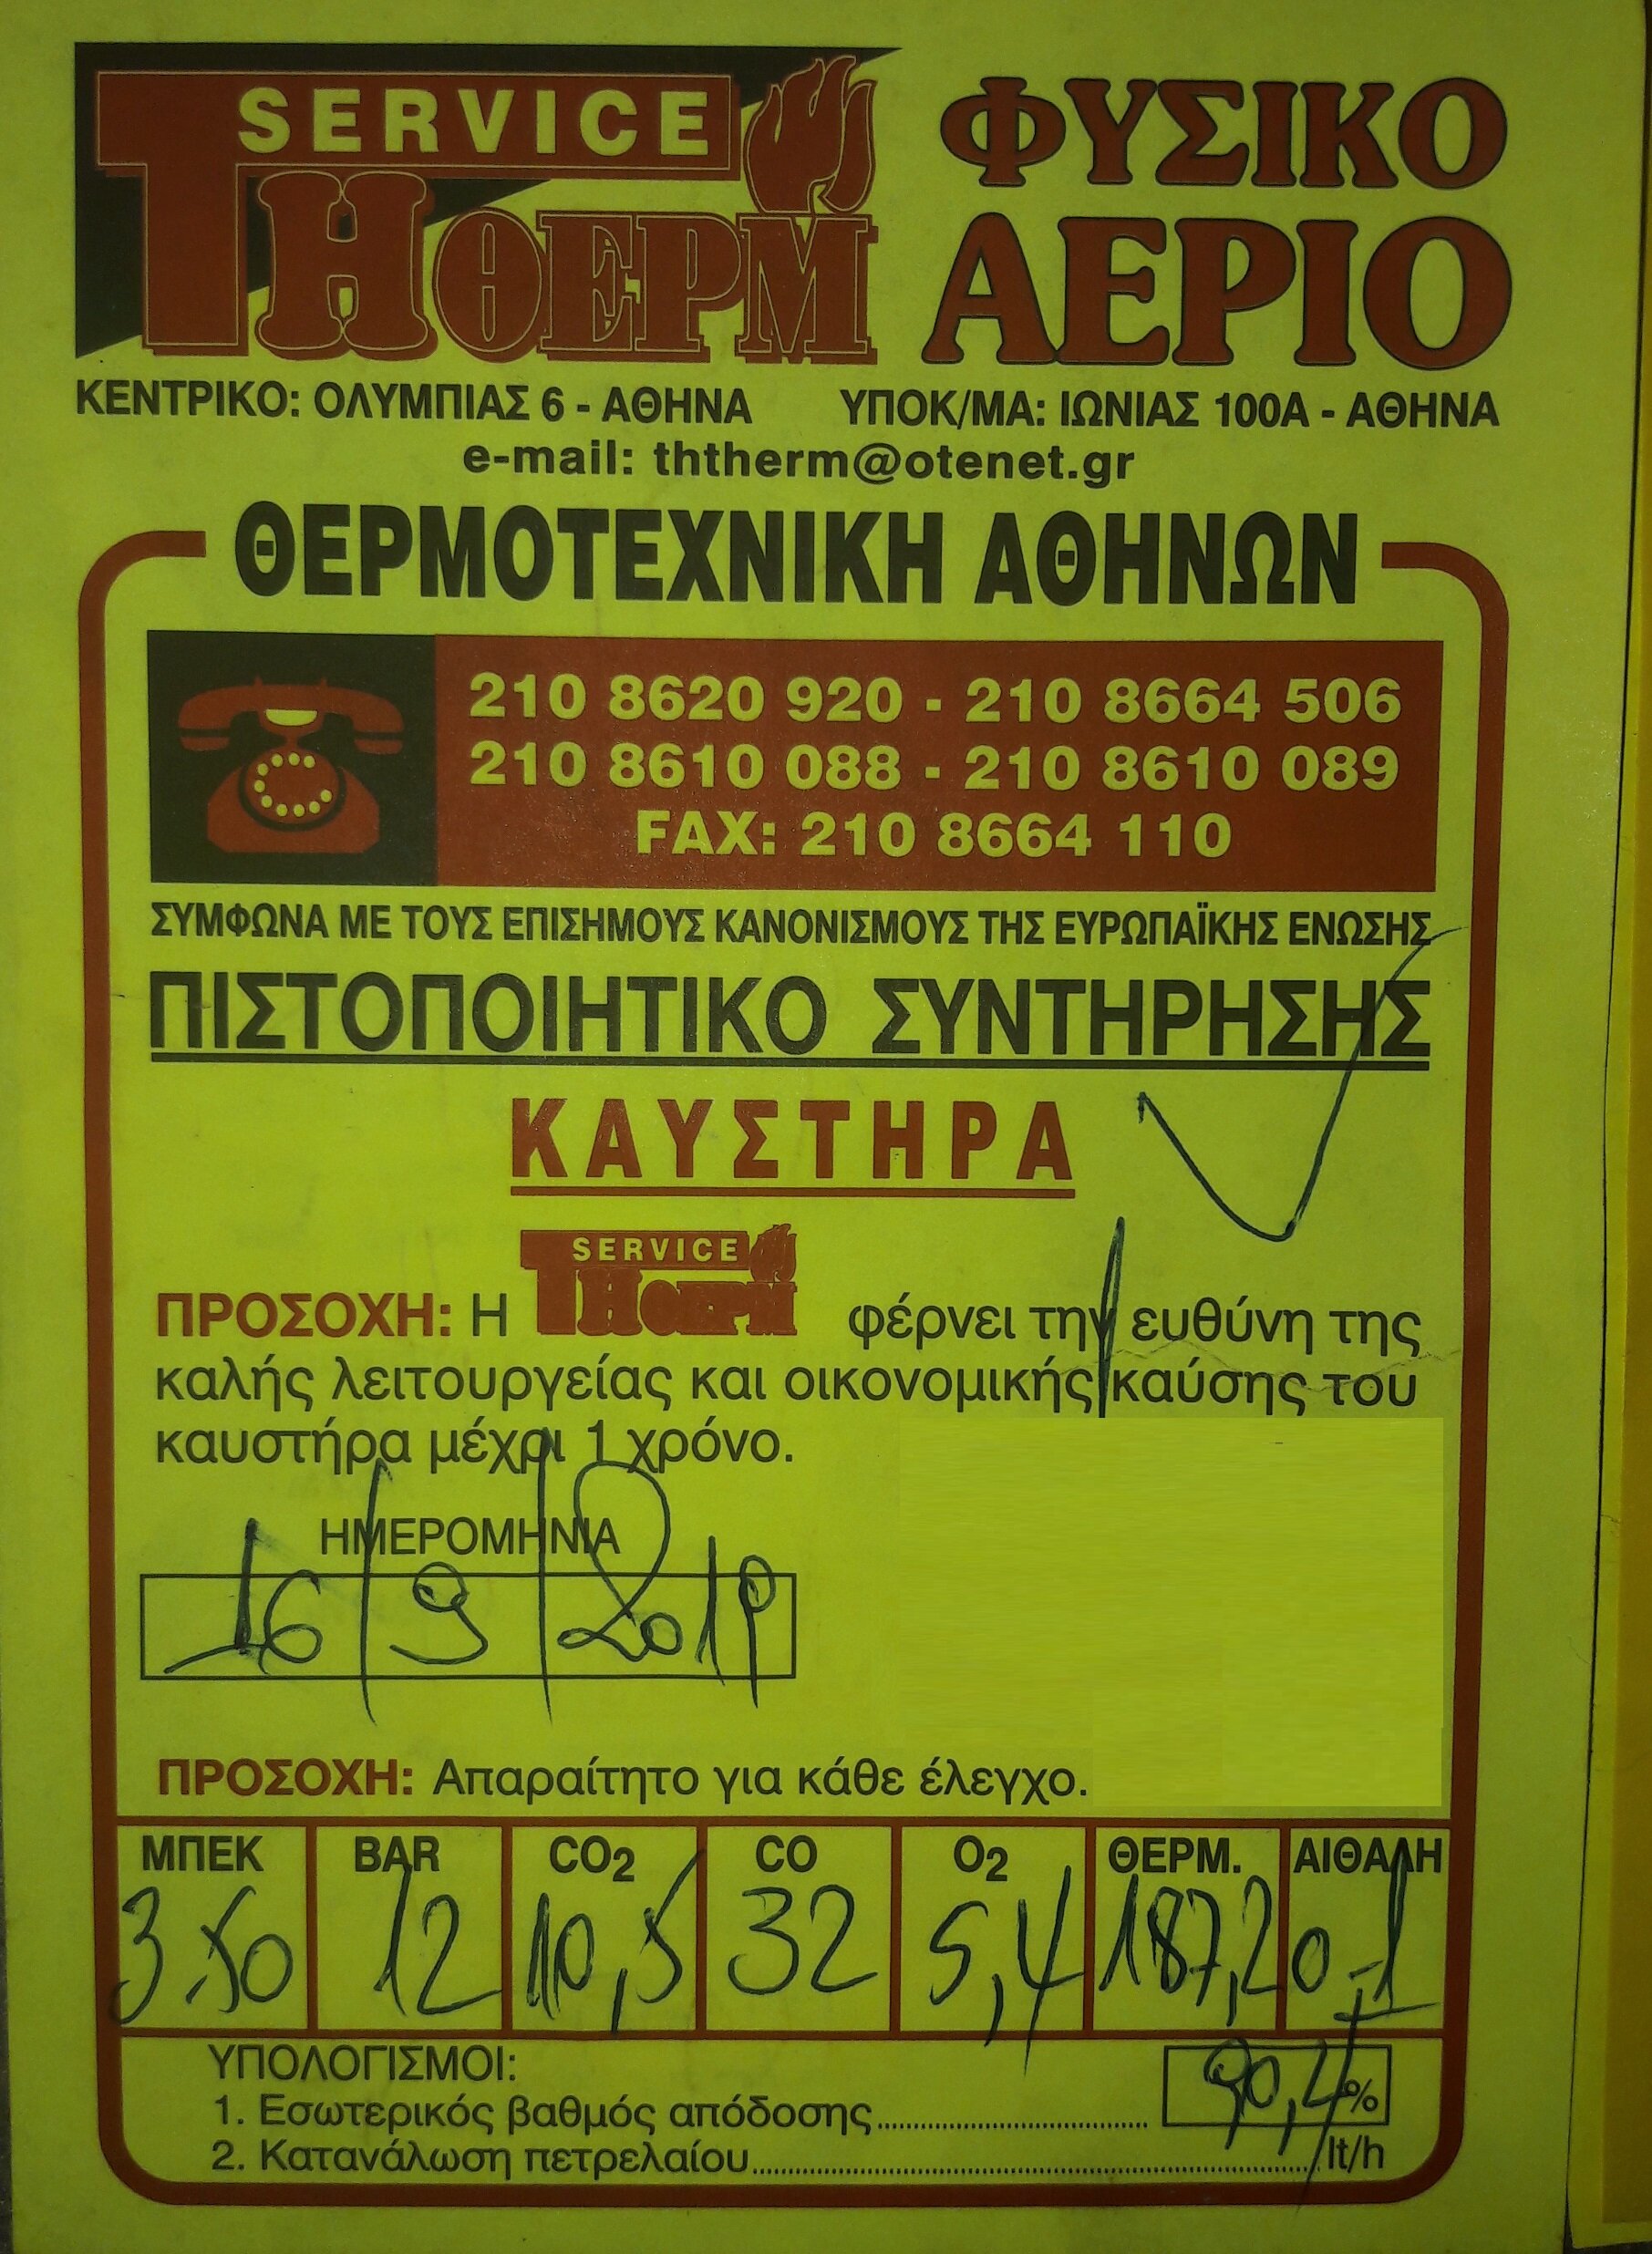 SERVICE
ΤΗΘΕΡΜ
ΦΥΣΙΚΟ
ΑΕΡΙΟ
ΚΕΝΤΡΙΚΟ: ΟΛΥΜΠΙΑΣ 6 - ΑΘΗΝΑ ΥΠΟΚ/ΜΑ: ΙΩΝΙΑΣ 100Α - ΑΘΗΝΑ
e-mail: ththerm@otenet.gr
ΘΕΡΜΟΤΕΧΝΙΚΗ ΑΘΗΝΩΝ
210 8620 920 - 210 8664 506
210 8610 088 - 210 8610 089
FAX: 210 8664 110
ΣΥΜΦΩΝΑ ΜΕ ΤΟΥΣ ΕΠΙΣΗΜΟΥΣ ΚΑΝΟΝΙΣΜΟΥΣ ΤΗΣ ΕΥΡΩΠΑΪΚΗΣ ΕΝΩΣΗΣ
ΠΙΣΤΟΠΟΙΗΤΙΚΟ ΣΥΝΤΗΡΗΣΗΣ
ΚΑΥΣΤΗΡΑ
ΠΡΟΣΟΧΗ: Η SERVICE ΤΗΘΕΡΜ φέρνει την ευθύνη της
καλής λειτουργείας και οικονομικής καύσης του
καυστήρα μέχρι 1 χρόνο.
ΗΜΕΡΟΜΗΝΙΑ
16/9/2019
ΠΡΟΣΟΧΗ: Απαραίτητο για κάθε έλεγχο.
ΜΠΕΚ BAR CO2 CO O2 ΘΕΡΜ. ΑΙΘΑΛΗ
3.50 12 10,5 32 5,4 187,2 0-1
ΥΠΟΛΟΓΙΣΜΟΙ:
1. Εσωτερικός βαθμός απόδοσης 90,4%
2. Κατανάλωση πετρελαίου lt/h